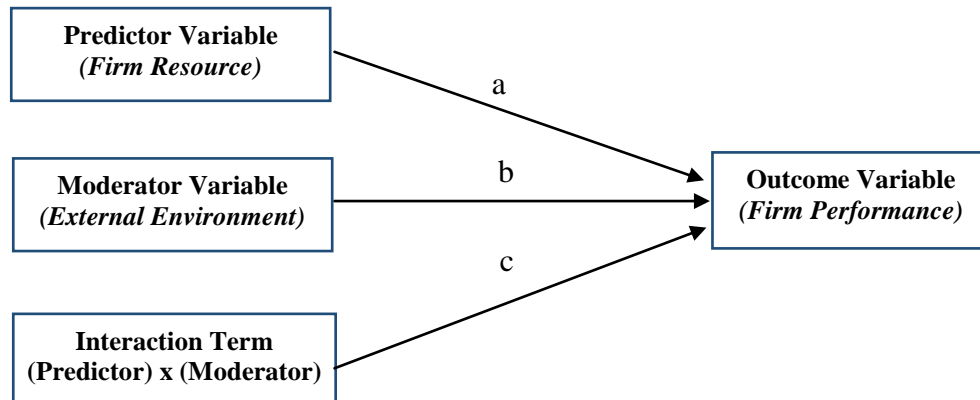 Predictor Variable
(Firm Resource)
a
Moderator Variable
(External Environment)
b
Outcome Variable
(Firm Performance)
c
Interaction Term
(Predictor) x (Moderator)